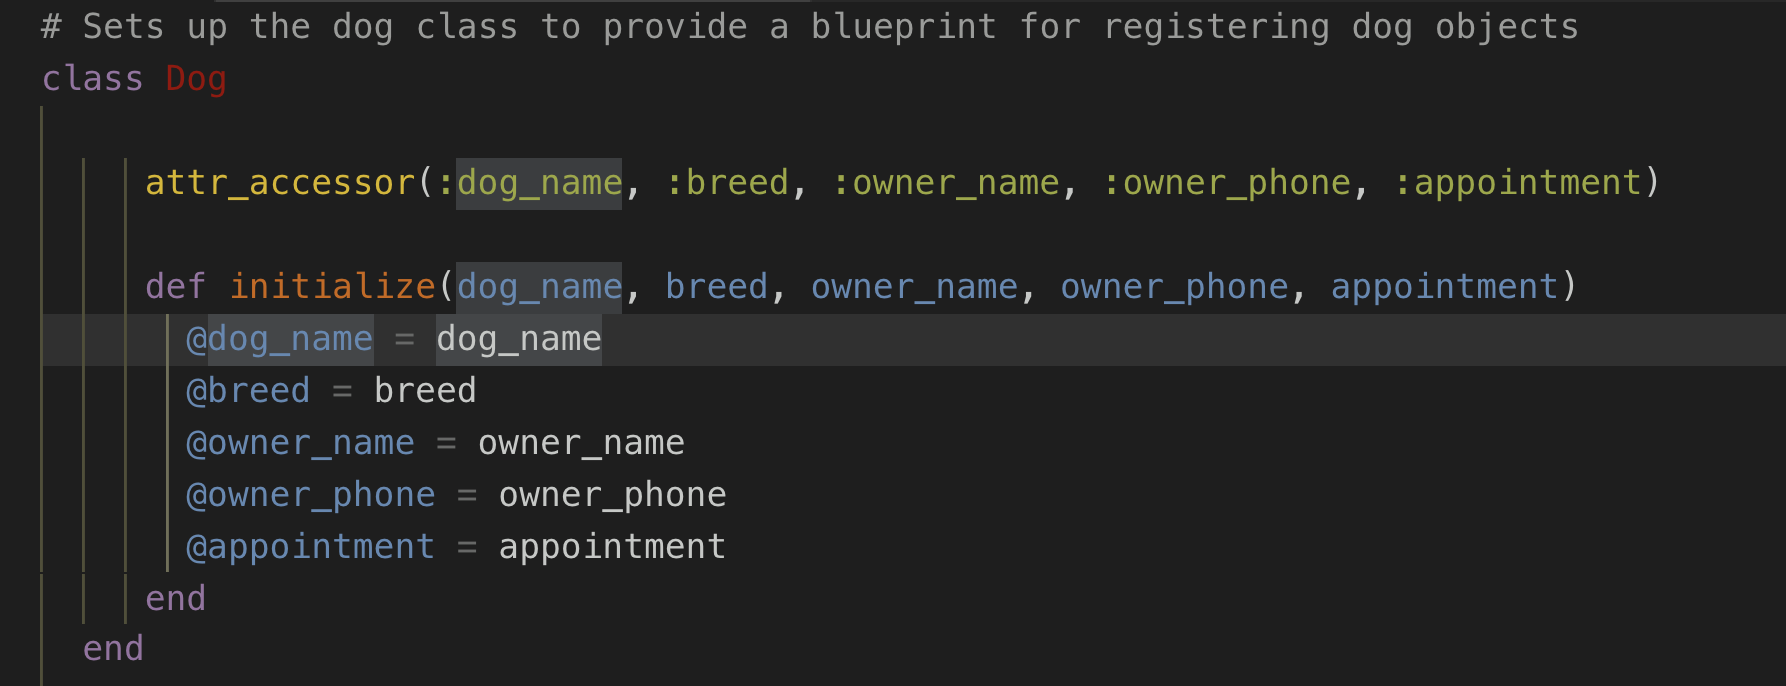 # Sets up the dog class to provide a blueprint for registering dog objects
class Dog
attr_accessor(:dog_name, :breed, :owner_name, :owner_phone, :appointment)
def initialize(dog_name, breed, owner_name, owner_phone, appointment)
@dog_name = dog_name
@breed = breed
@owner_name = owner_name
@owner_phone = owner_phone
@appointment = appointment
end
end